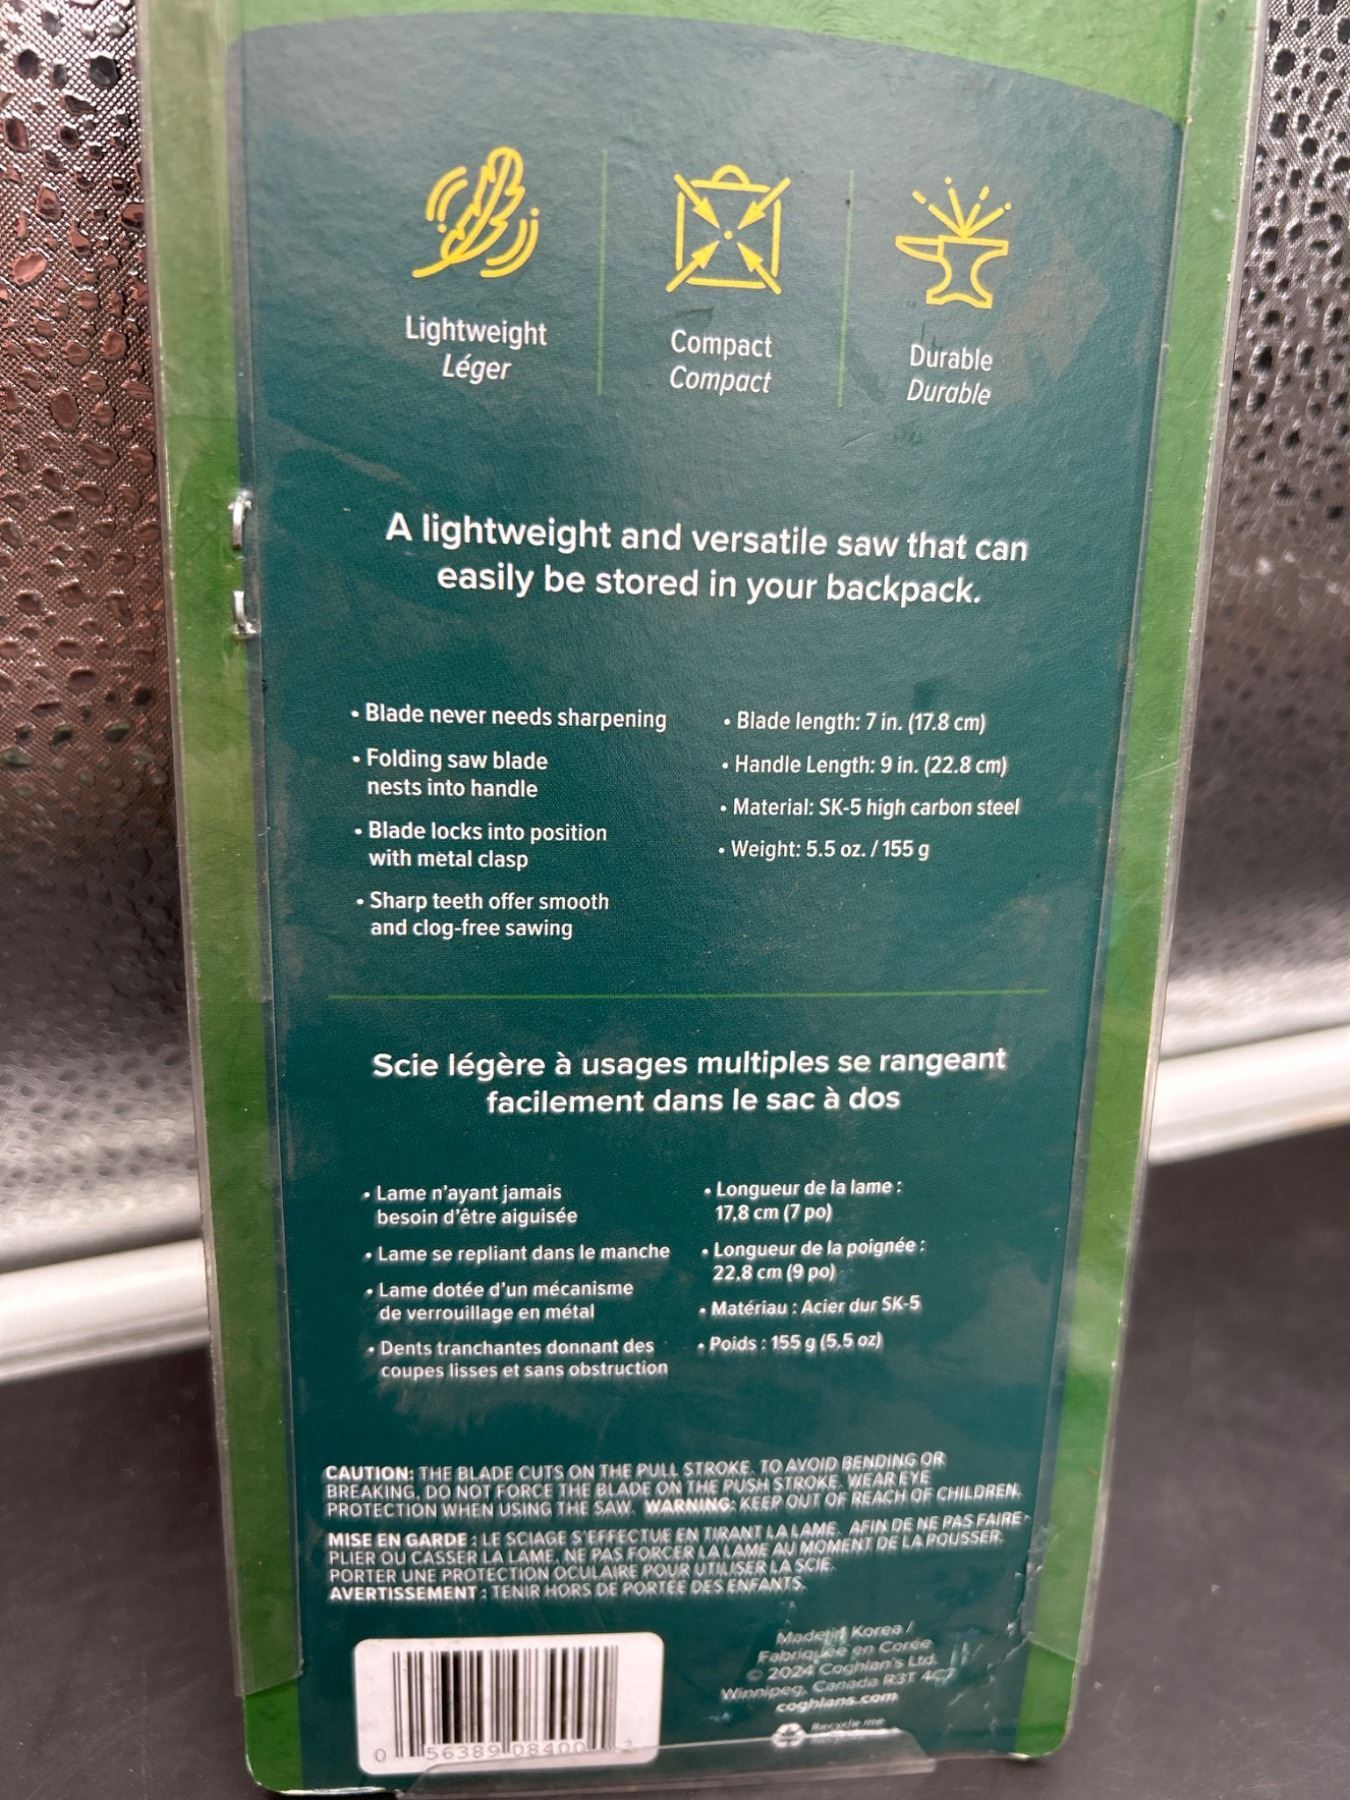 Lightweight
Léger
Compact
Compact
Durable
Durable
A lightweight and versatile saw that can
easily be stored in your backpack.
• Blade never needs sharpening
• Folding saw blade
nests into handle
• Blade locks into position
with metal clasp
• Sharp teeth offer smooth
and clog-free sawing
• Blade length: 7 in. (17.8 cm)
• Handle Length: 9 in. (22.8 cm)
• Material: SK-5 high carbon steel
• Weight: 5.5 oz. / 155 g
Scie légère à usages multiples se rangeant
facilement dans le sac à dos
• Lame n'ayant jamais
besoin d'être aiguisée
• Lame se repliant dans le manche
• Lame dotée d'un mécanisme
de verrouillage en métal
• Dents tranchantes donnant des
coupes lisses et sans obstruction
• Longueur de la lame :
17,8 cm (7 po)
• Longueur de la poignée :
22,8 cm (9 po)
• Matériau : Acier dur SK-5
• Poids : 155 g (5,5 oz)
CAUTION: THE BLADE CUTS ON THE PULL STROKE. TO AVOID BENDING OR
BREAKING, DO NOT FORCE THE BLADE ON THE PUSH STROKE. WEAR EYE
PROTECTION WHEN USING THE SAW. WARNING: KEEP OUT OF REACH OF CHILDREN.
MISE EN GARDE : LE SCIAGE S'EFFECTUE EN TIRANT LA LAME. AFIN DE NE PAS FAIRE
PLIER OU CASSER LA LAME, NE PAS FORCER LA LAME AU MOMENT DE LA POUSSER.
PORTER UNE PROTECTION OCULAIRE POUR UTILISER LA SCIE.
AVERTISSEMENT : TENIR HORS DE PORTÉE DES ENFANTS.
Made in Korea /
Fabriquée en Corée
© 2024 Coghlan's Ltd.
Winnipeg, Canada R3T 4C7
coghlans.com
Recycle me
0 56389 08400 1